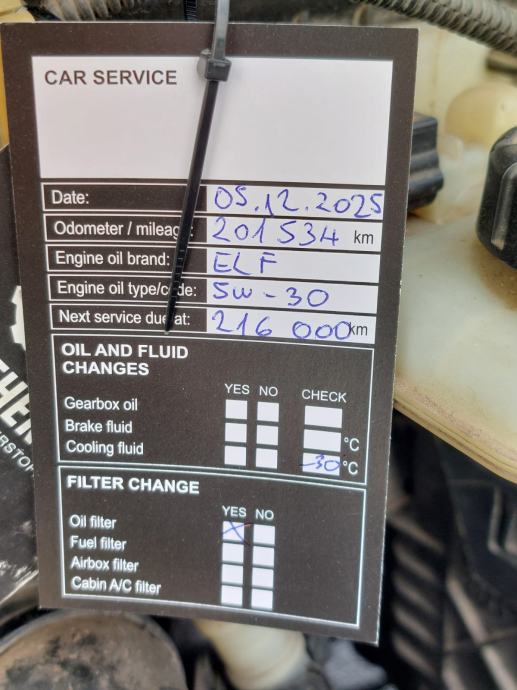 CAR SERVICE
Date: 05.12.2025
Odometer / mileage: 201 534 km
Engine oil brand: ELF
Engine oil type/code: 5W-30
Next service due at: 216 000 km
OIL AND FLUID
CHANGES
YES NO CHECK
Gearbox oil
Brake fluid °C
Cooling fluid -30 °C
FILTER CHANGE
YES NO
Oil filter X
Fuel filter
Airbox filter
Cabin A/C filter